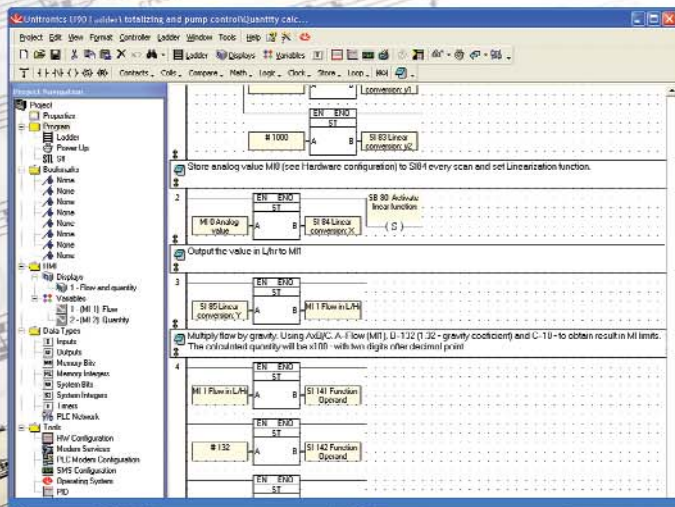 Unitronics U90 Ladder\ totalizing and pump control\Quantity calc...
Project Edit View Format Controller Ladder Window Tools Help
Ladder Displays Variables
Contacts Coils Compare Math Logic Clock Store Loop
Project Navigation
Project
Properties
Program
Ladder
Power Up
STL Stl
Bookmarks
None
None
None
None
None
None
None
None
HMI
Displays
1 - Flow and quantity
Variables
1 - (MI 1): Flow
2 - (MI 2): Quantity
Data Types
Inputs
Outputs
Memory Bits
Memory Integers
System Bits
System Integers
Timers
PLC Network
Tools
HW Configuration
Modem Services
PLC Modem Configuration
SMS Configuration
Operating System
PID
A B conversion: y1
EN ENO
ST
# 1000 A B SI 83 Linear conversion: y2
Store analog value MI0 (see Hardware configuration) to SI84 every scan and set Linearization function.
2
EN ENO
ST
MI 0 Analog value A B SI 84 Linear conversion: X
SB 80: Activate linear function
(S)
Output the value in L/hr to MI1
3
EN ENO
ST
SI 85 Linear conversion: Y A B MI 1 Flow in L/H
Multiply flow by gravity. Using AxB/C. A- Flow (MI1), B-132 (1.32 - gravity coeficient) and C-10 - to obtain result in MI limits.
The calculated quantity will be x100 - with two digits after decimal point
4
EN ENO
ST
MI 1 Flow in L/H A B SI 141 Function Operand
EN ENO
ST
# 132 A B SI 142 Function Operand
EN ENO
ST